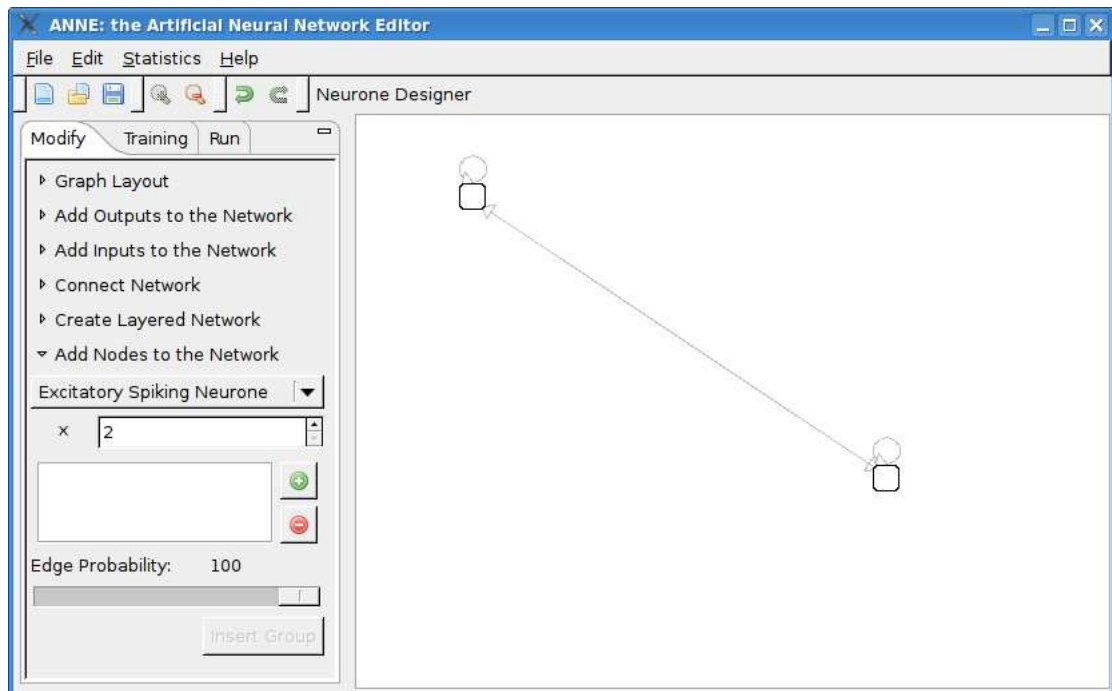 ANNE: the Artificial Neural Network Editor
File Edit Statistics Help
Neurone Designer
Modify Training Run
Graph Layout
Add Outputs to the Network
Add Inputs to the Network
Connect Network
Create Layered Network
Add Nodes to the Network
Excitatory Spiking Neurone
x 2
Edge Probability: 100
Insert Group